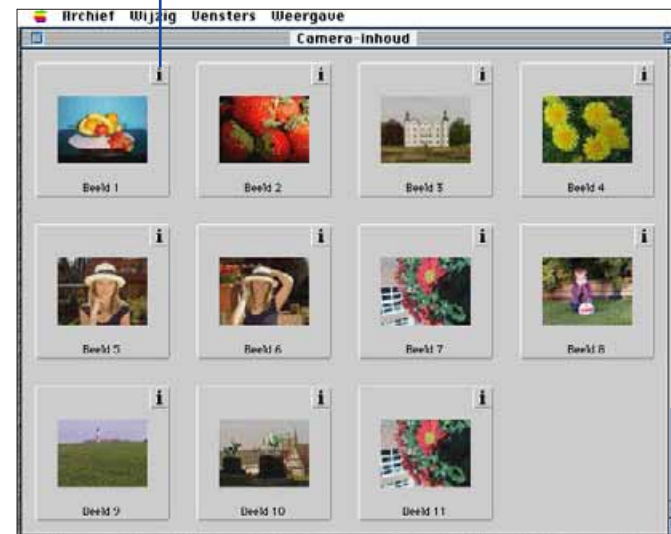 Archief Wijzig Vensters Weergave
Camera-inhoud
i i i i
Beeld 1 Beeld 2 Beeld 3 Beeld 4
i i i i
Beeld 5 Beeld 6 Beeld 7 Beeld 8
i i i
Beeld 9 Beeld 10 Beeld 11